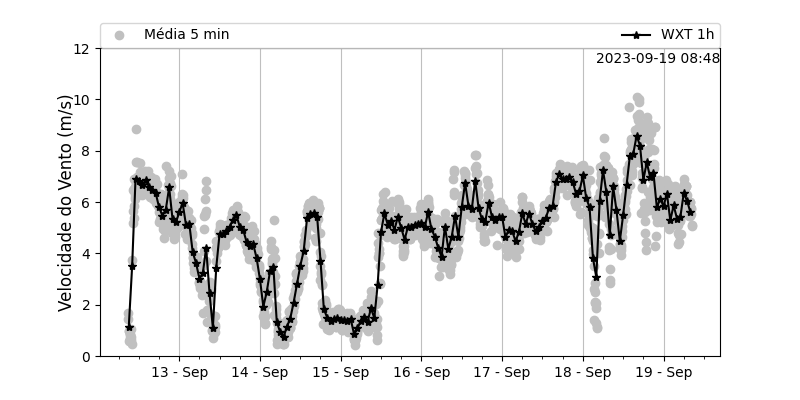 Média 5 min
WXT 1h
2023-09-19 08:48
Velocidade do Vento (m/s)
12
10
8
6
4
2
0
13 - Sep
14 - Sep
15 - Sep
16 - Sep
17 - Sep
18 - Sep
19 - Sep